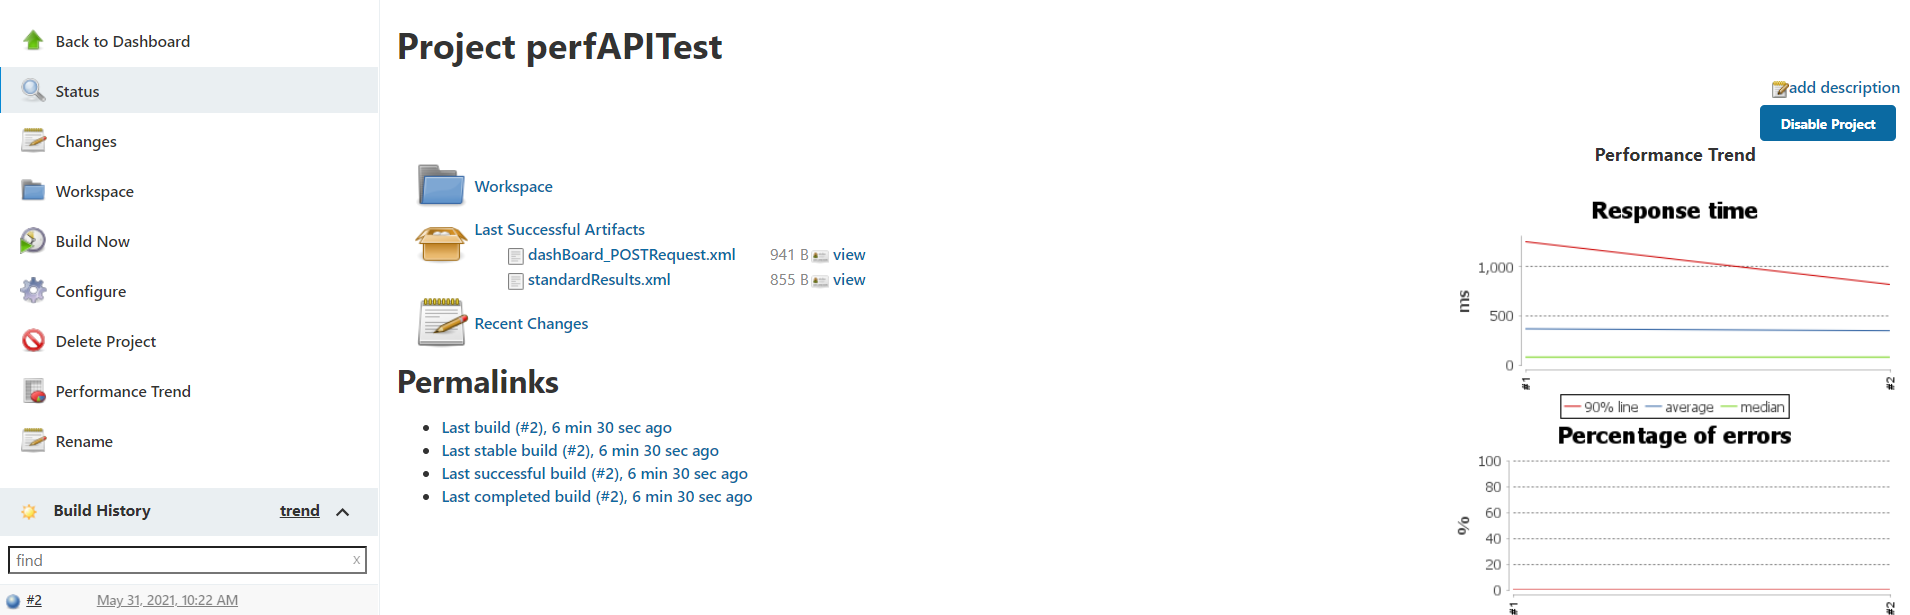 Back to Dashboard
Status
Changes
Workspace
Build Now
Configure
Delete Project
Performance Trend
Rename
Build History trend
find x
#2 May 31, 2021, 10:22 AM
Project perfAPITest
add description
Disable Project
Workspace
Last Successful Artifacts
dashBoard_POSTRequest.xml 941 B view
standardResults.xml 855 B view
Recent Changes
Permalinks
Last build (#2), 6 min 30 sec ago
Last stable build (#2), 6 min 30 sec ago
Last successful build (#2), 6 min 30 sec ago
Last completed build (#2), 6 min 30 sec ago
Performance Trend
Response time
1,000
500
0
ms
#1 #2
90% line average median
Percentage of errors
100
80
60
40
20
0
%
#1 #2